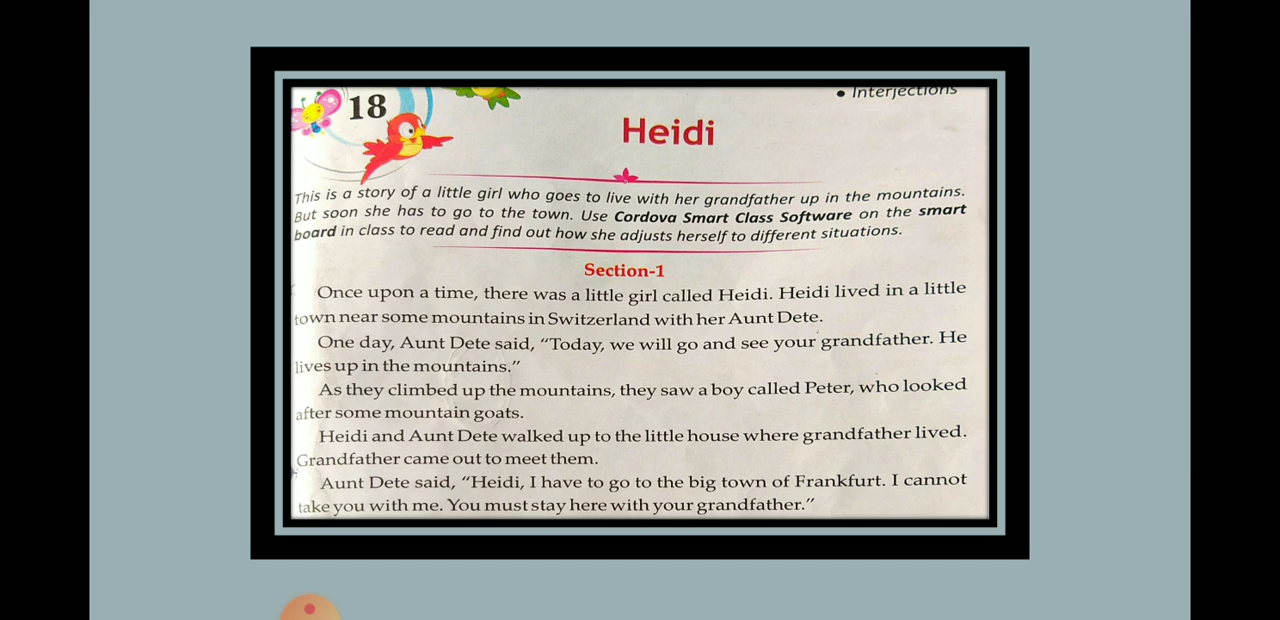 18
• Interjections
Heidi
This is a story of a little girl who goes to live with her grandfather up in the mountains.
But soon she has to go to the town. Use Cordova Smart Class Software on the smart
board in class to read and find out how she adjusts herself to different situations.
Section-1
Once upon a time, there was a little girl called Heidi. Heidi lived in a little
town near some mountains in Switzerland with her Aunt Dete.
One day, Aunt Dete said, “Today, we will go and see your grandfather. He
lives up in the mountains.”
As they climbed up the mountains, they saw a boy called Peter, who looked
after some mountain goats.
Heidi and Aunt Dete walked up to the little house where grandfather lived.
Grandfather came out to meet them.
Aunt Dete said, “Heidi, I have to go to the big town of Frankfurt. I cannot
take you with me. You must stay here with your grandfather.”